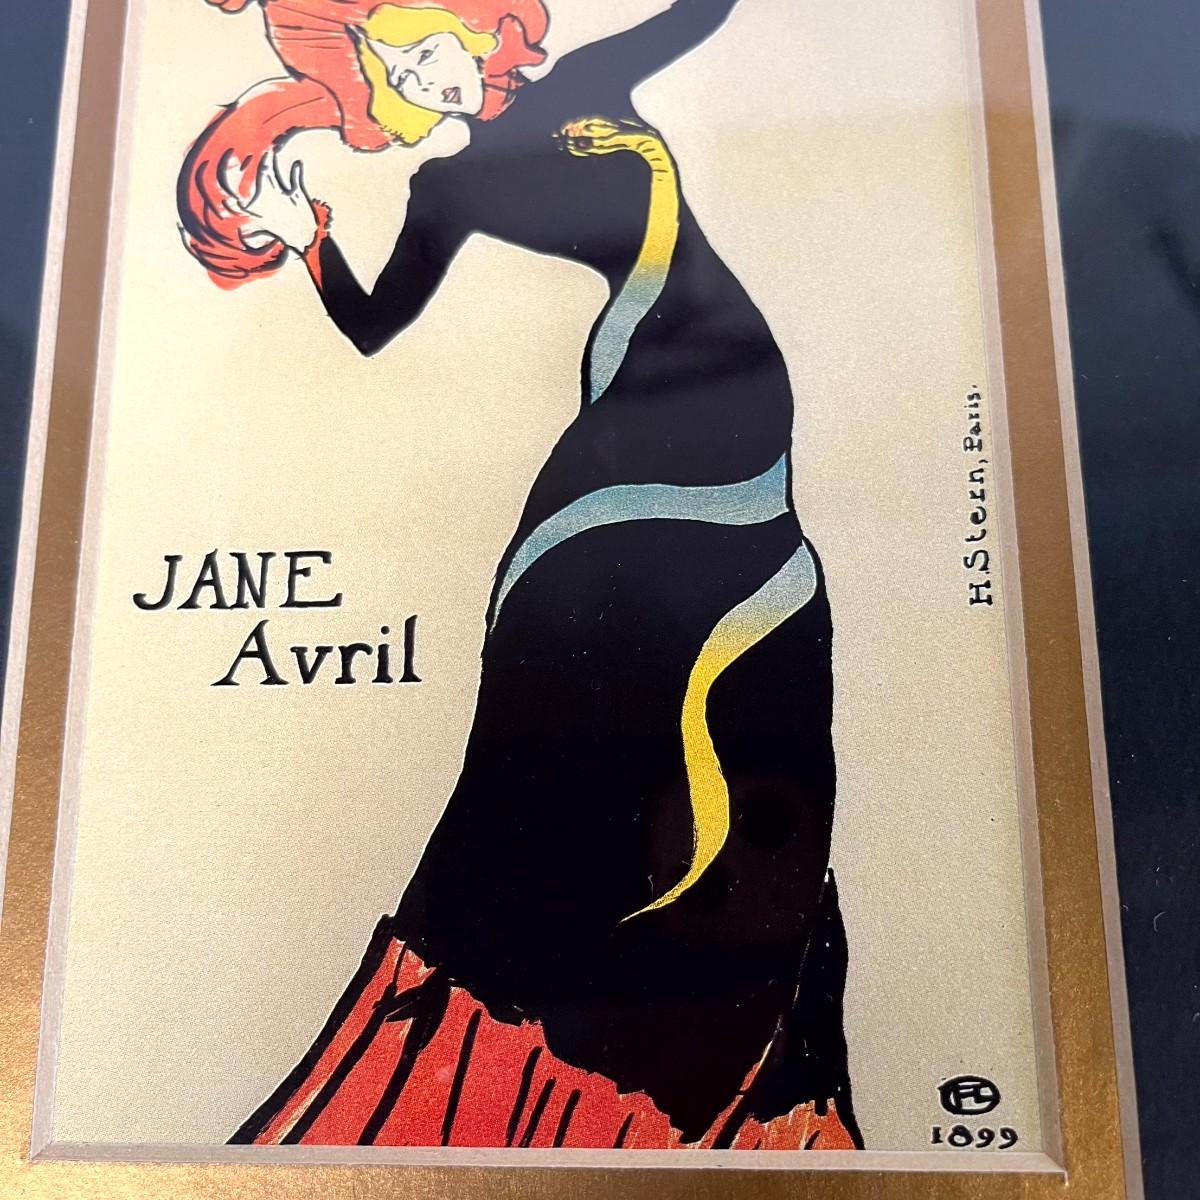 JANE
Avril
H. Stern, Paris.
1899